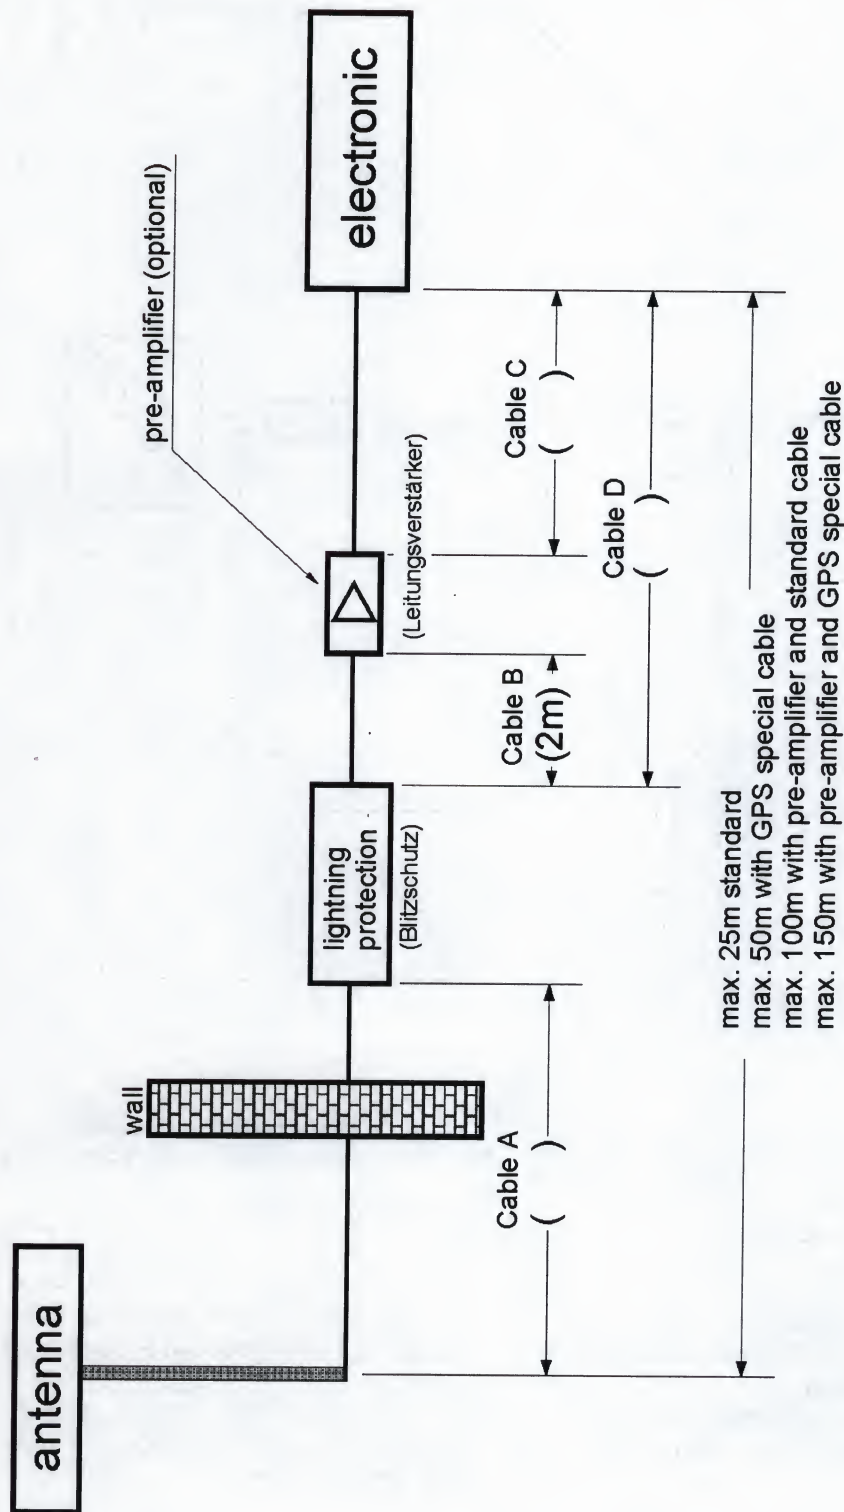 antenna
wall
lightning
protection
(Blitzschutz)
pre-amplifier (optional)
(Leitungsverstärker)
electronic
Cable A
( )
Cable B
(2m)
Cable C
( )
Cable D
( )
max. 25m standard
max. 50m with GPS special cable
max. 100m with pre-amplifier and standard cable
max. 150m with pre-amplifier and GPS special cable